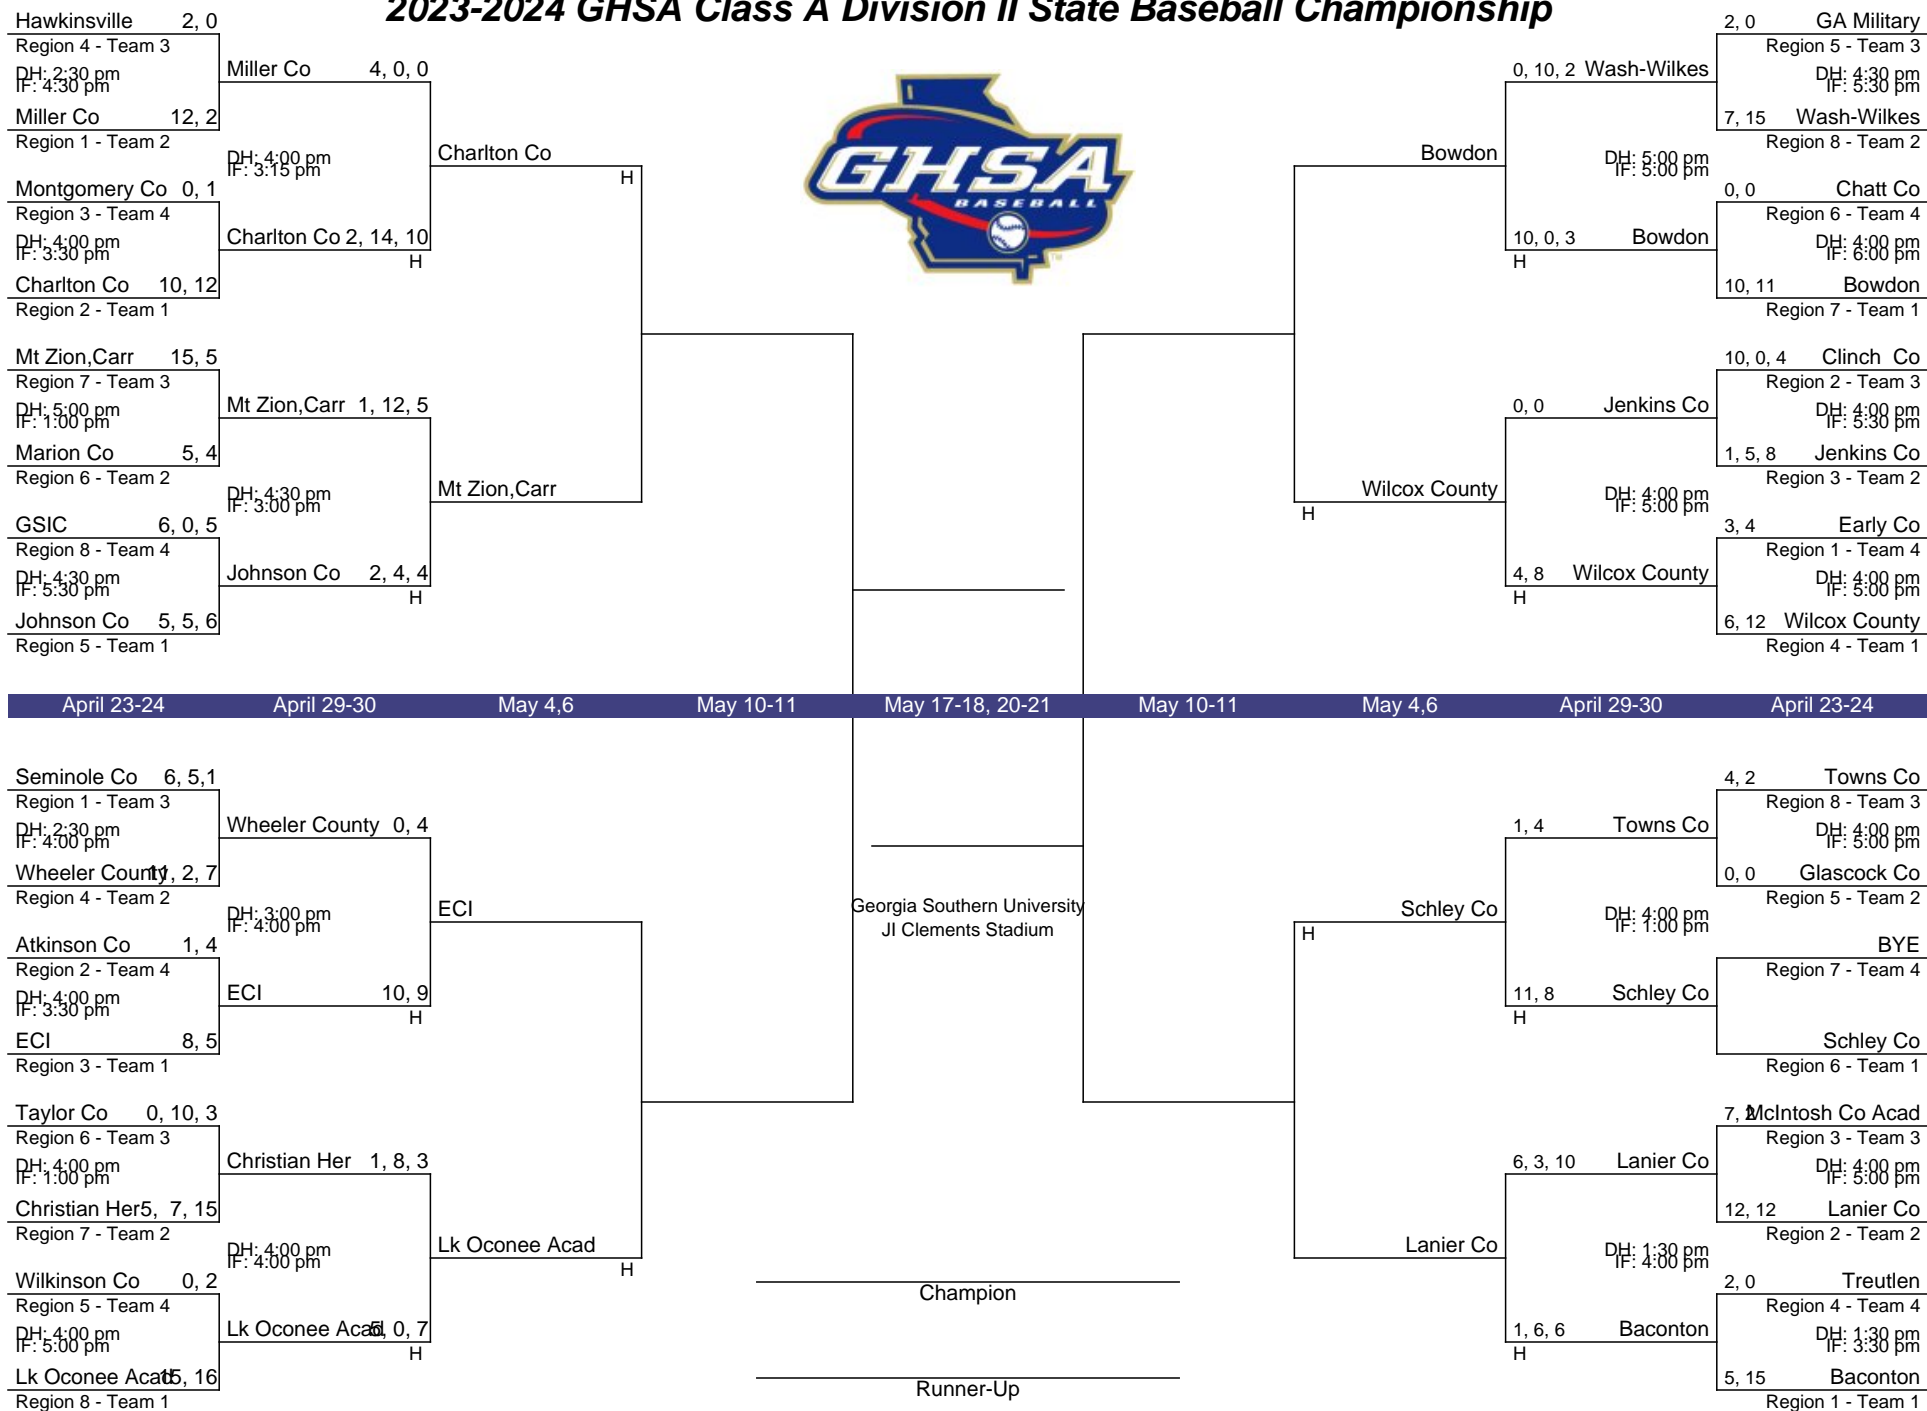 2023-2024 GHSA Class A Division II State Baseball Championship
Hawkinsville 2, 0
Region 4 - Team 3
DH: 2:30 pm
IF: 4:30 pm
Miller Co 12, 2
Region 1 - Team 2
Montgomery Co 0, 1
Region 3 - Team 4
DH: 4:00 pm
IF: 3:30 pm
Charlton Co 10, 12
Region 2 - Team 1
Mt Zion,Carr 15, 5
Region 7 - Team 3
DH: 5:00 pm
IF: 1:00 pm
Marion Co 5, 4
Region 6 - Team 2
GSIC 6, 0, 5
Region 8 - Team 4
DH: 4:30 pm
IF: 5:30 pm
Johnson Co 5, 5, 6
Region 5 - Team 1
Miller Co 4, 0, 0
DH: 4:00 pm
IF: 3:15 pm
Charlton Co 2, 14, 10
H
Mt Zion,Carr 1, 12, 5
DH: 4:30 pm
IF: 3:00 pm
Johnson Co 2, 4, 4
H
Charlton Co
H
Mt Zion,Carr
GHSA
BASEBALL
TM
Bowdon
Wilcox County
H
0, 10, 2 Wash-Wilkes
DH: 5:00 pm
IF: 5:00 pm
10, 0, 3 Bowdon
H
0, 0 Jenkins Co
DH: 4:00 pm
IF: 5:00 pm
4, 8 Wilcox County
H
2, 0 GA Military
Region 5 - Team 3
DH: 4:30 pm
IF: 5:30 pm
7, 15 Wash-Wilkes
Region 8 - Team 2
0, 0 Chatt Co
Region 6 - Team 4
DH: 4:00 pm
IF: 6:00 pm
10, 11 Bowdon
Region 7 - Team 1
10, 0, 4 Clinch Co
Region 2 - Team 3
DH: 4:00 pm
IF: 5:30 pm
1, 5, 8 Jenkins Co
Region 3 - Team 2
3, 4 Early Co
Region 1 - Team 4
DH: 4:00 pm
IF: 5:00 pm
6, 12 Wilcox County
Region 4 - Team 1
April 23-24 April 29-30 May 4,6 May 10-11 May 17-18, 20-21 May 10-11 May 4,6 April 29-30 April 23-24
Seminole Co 6, 5,1
Region 1 - Team 3
DH: 2:30 pm
IF: 4:00 pm
Wheeler County 11, 2, 7
Region 4 - Team 2
Atkinson Co 1, 4
Region 2 - Team 4
DH: 4:00 pm
IF: 3:30 pm
ECI 8, 5
Region 3 - Team 1
Taylor Co 0, 10, 3
Region 6 - Team 3
DH: 4:00 pm
IF: 1:00 pm
Christian Her 5, 7, 15
Region 7 - Team 2
Wilkinson Co 0, 2
Region 5 - Team 4
DH: 4:00 pm
IF: 5:00 pm
Lk Oconee Acad 15, 16
Region 8 - Team 1
Wheeler County 0, 4
DH: 3:00 pm
IF: 4:00 pm
ECI 10, 9
H
Christian Her 1, 8, 3
DH: 4:00 pm
IF: 4:00 pm
Lk Oconee Acad 5, 0, 7
H
ECI
Lk Oconee Acad
H
Georgia Southern University
JI Clements Stadium
Champion
Runner-Up
Schley Co
H
Lanier Co
1, 4 Towns Co
DH: 4:00 pm
IF: 1:00 pm
11, 8 Schley Co
H
6, 3, 10 Lanier Co
DH: 1:30 pm
IF: 4:00 pm
1, 6, 6 Baconton
H
4, 2 Towns Co
Region 8 - Team 3
DH: 4:00 pm
IF: 5:00 pm
0, 0 Glascock Co
Region 5 - Team 2
BYE
Region 7 - Team 4
Schley Co
Region 6 - Team 1
7, 2 McIntosh Co Acad
Region 3 - Team 3
DH: 4:00 pm
IF: 5:00 pm
12, 12 Lanier Co
Region 2 - Team 2
2, 0 Treutlen
Region 4 - Team 4
DH: 1:30 pm
IF: 3:30 pm
5, 15 Baconton
Region 1 - Team 1